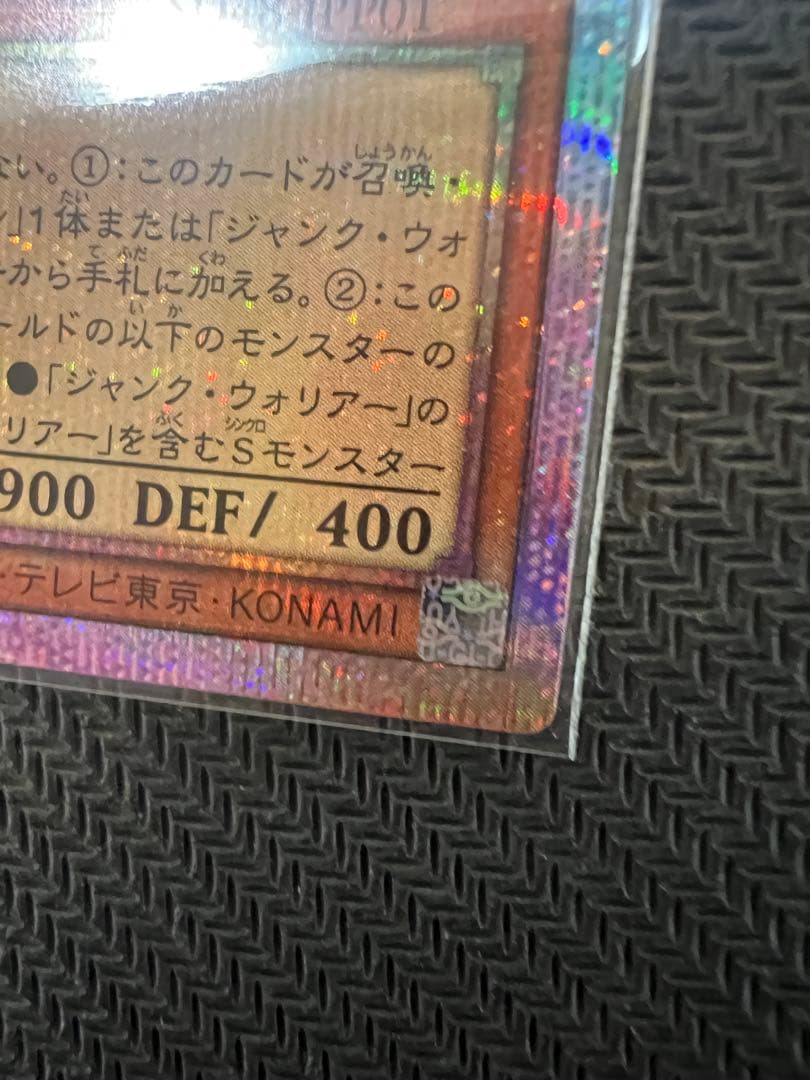 ない。①:このカードが召喚・
ン」1体または「ジャンク・ウォ
から手札に加える。②:この
ールドの以下のモンスターの
●「ジャンク・ウォリアー」の
リアー」を含むSモンスター
900 DEF/ 400
・テレビ東京・KONAMI